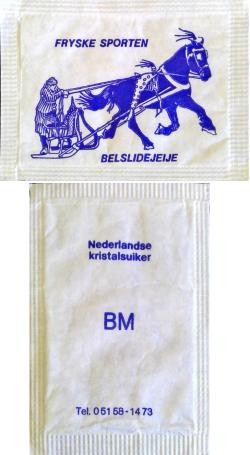 FRYSKE SPORTEN
BELSLIDEJEIJE
Nederlandse
kristalsuiker
BM
Tel. 05158-1473